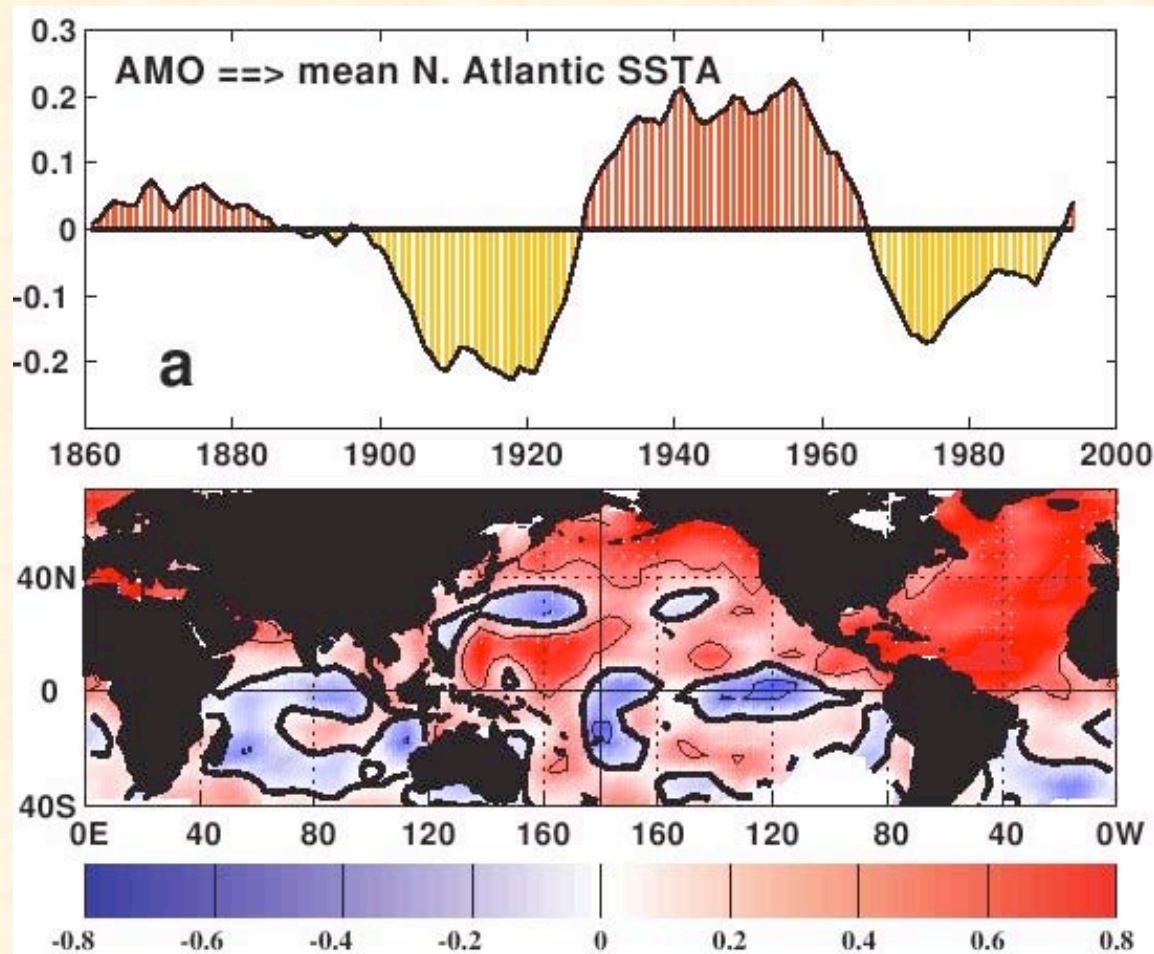 0.3
AMO ==> mean N. Atlantic SSTA
0.2
0.1
0
-0.1
-0.2
a
1860 1880 1900 1920 1940 1960 1980 2000
40N
0
40S
0E 40 80 120 160 160 120 80 40 0W
-0.8 -0.6 -0.4 -0.2 0 0.2 0.4 0.6 0.8